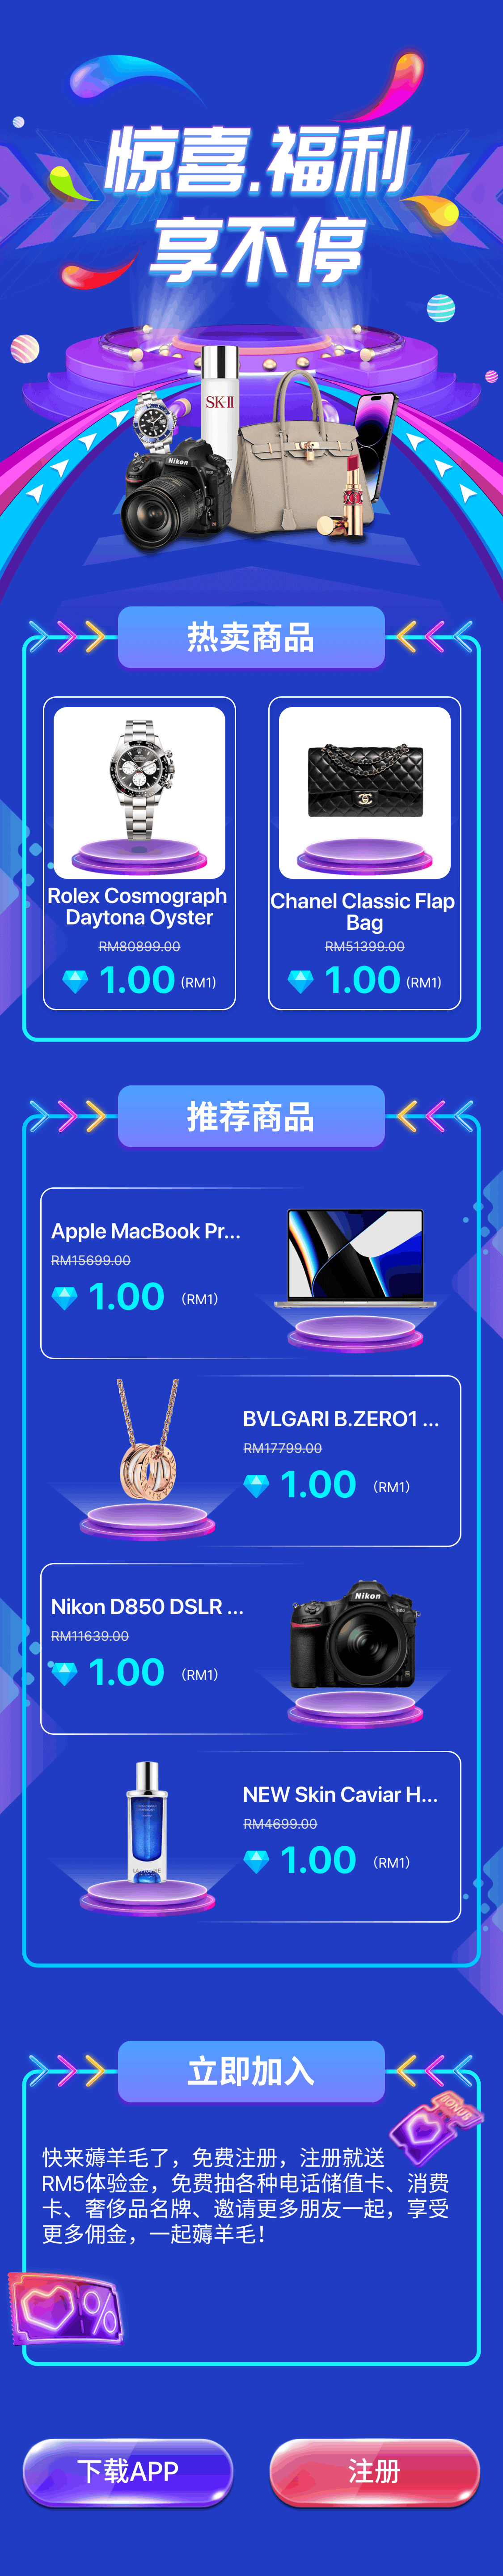 惊喜.福利
享不停
SK-II
Nikon
热卖商品
Rolex Cosmograph
Daytona Oyster
RM80899.00
1.00 (RM1)
Chanel Classic Flap
Bag
RM51399.00
1.00 (RM1)
推荐商品
Apple MacBook Pr...
RM15699.00
1.00 (RM1)
BVLGARI B.ZERO1 ...
RM17799.00
1.00 (RM1)
Nikon
Nikon D850 DSLR ...
RM11639.00
1.00 (RM1)
NEW Skin Caviar H...
RM4699.00
1.00 (RM1)
立即加入
BONUS
快来薅羊毛了，免费注册，注册就送
RM5体验金，免费抽各种电话储值卡、消费
卡、奢侈品名牌、邀请更多朋友一起，享受
更多佣金，一起薅羊毛！
%
下载APP
注册